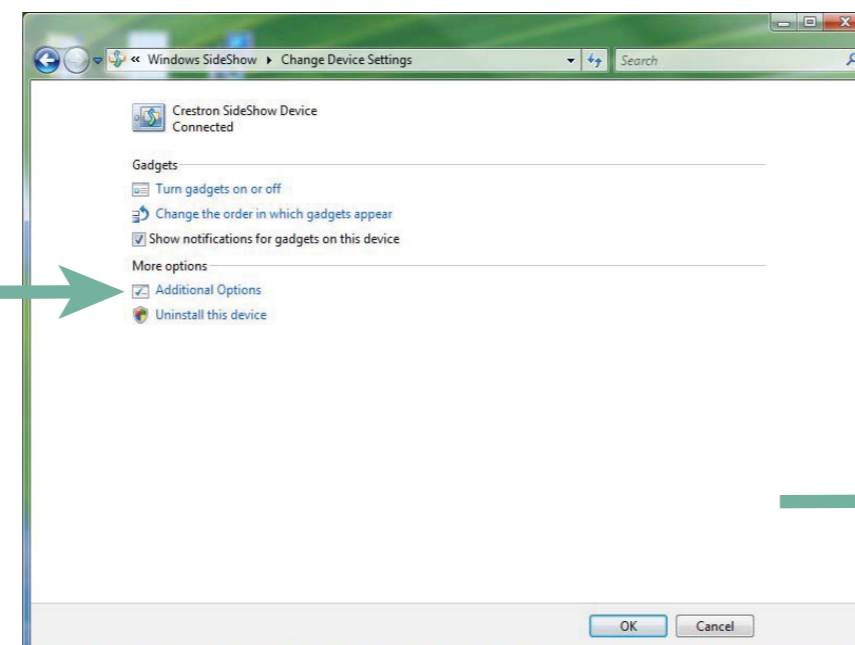 « Windows SideShow ▸ Change Device Settings
Search
Crestron SideShow Device
Connected
Gadgets
Turn gadgets on or off
Change the order in which gadgets appear
Show notifications for gadgets on this device
More options
Additional Options
Uninstall this device
OK
Cancel